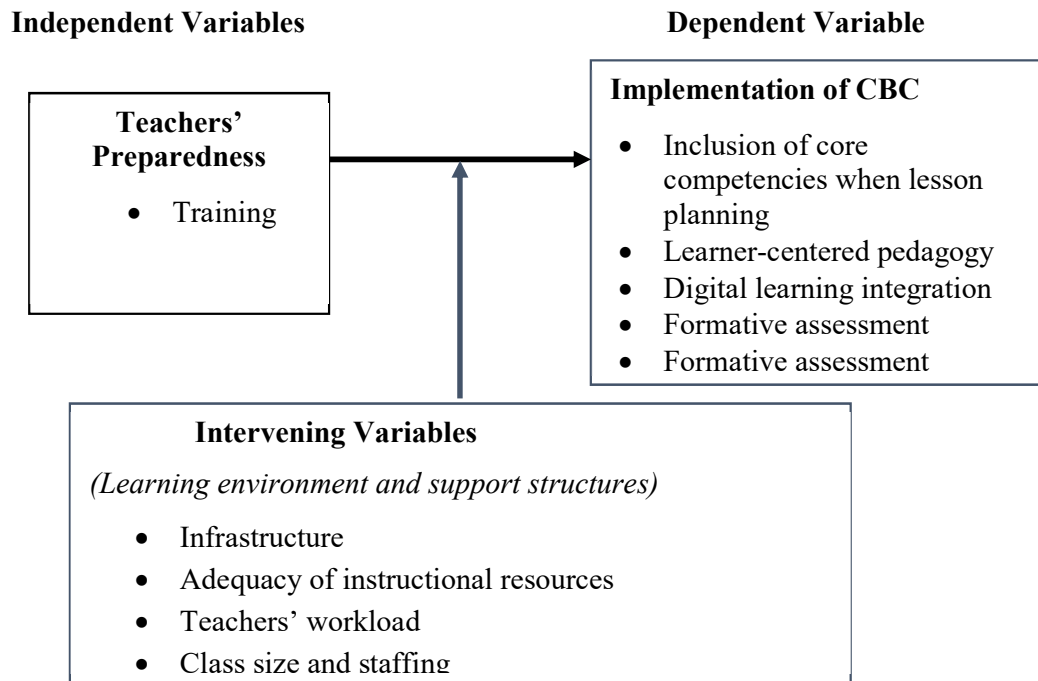 Independent Variables
Dependent Variable
Teachers’
Preparedness
• Training
Implementation of CBC
• Inclusion of core
competencies when lesson
planning
• Learner-centered pedagogy
• Digital learning integration
• Formative assessment
• Formative assessment
Intervening Variables
(Learning environment and support structures)
• Infrastructure
• Adequacy of instructional resources
• Teachers’ workload
• Class size and staffing